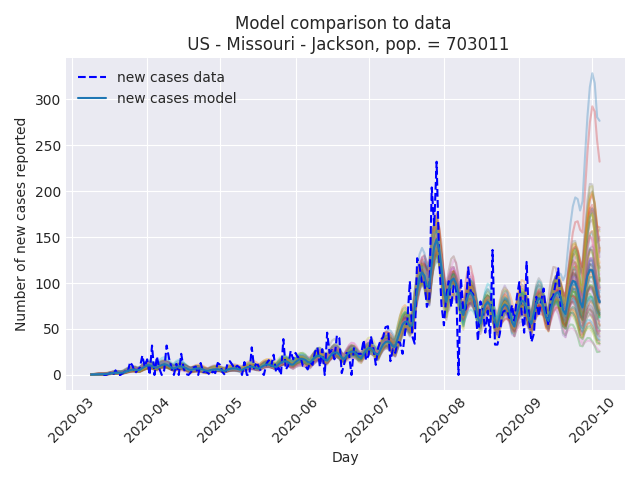 Model comparison to data
US - Missouri - Jackson, pop. = 703011
new cases data
new cases model
Number of new cases reported
300
250
200
150
100
50
0
2020-03
2020-04
2020-05
2020-06
2020-07
2020-08
2020-09
2020-10
Day